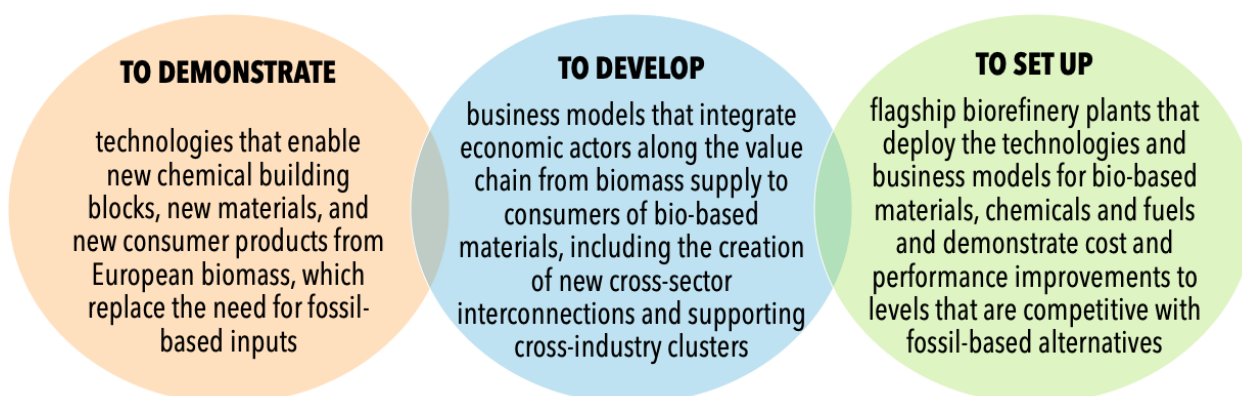 TO DEMONSTRATE
technologies that enable
new chemical building
blocks, new materials, and
new consumer products from
European biomass, which
replace the need for fossil-
based inputs
TO DEVELOP
business models that integrate
economic actors along the value
chain from biomass supply to
consumers of bio-based
materials, including the creation
of new cross-sector
interconnections and supporting
cross-industry clusters
TO SET UP
flagship biorefinery plants that
deploy the technologies and
business models for bio-based
materials, chemicals and fuels
and demonstrate cost and
performance improvements to
levels that are competitive with
fossil-based alternatives